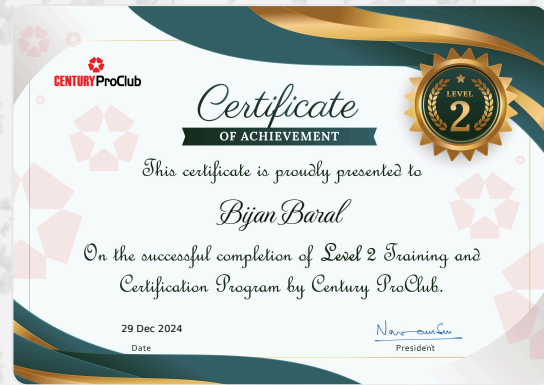 CENTURY ProClub
LEVEL
2
Certificate
OF ACHIEVEMENT
This certificate is proudly presented to
Bijan Baral
On the successful completion of Level 2 Training and
Certification Program by Century ProClub.
29 Dec 2024
Date
President